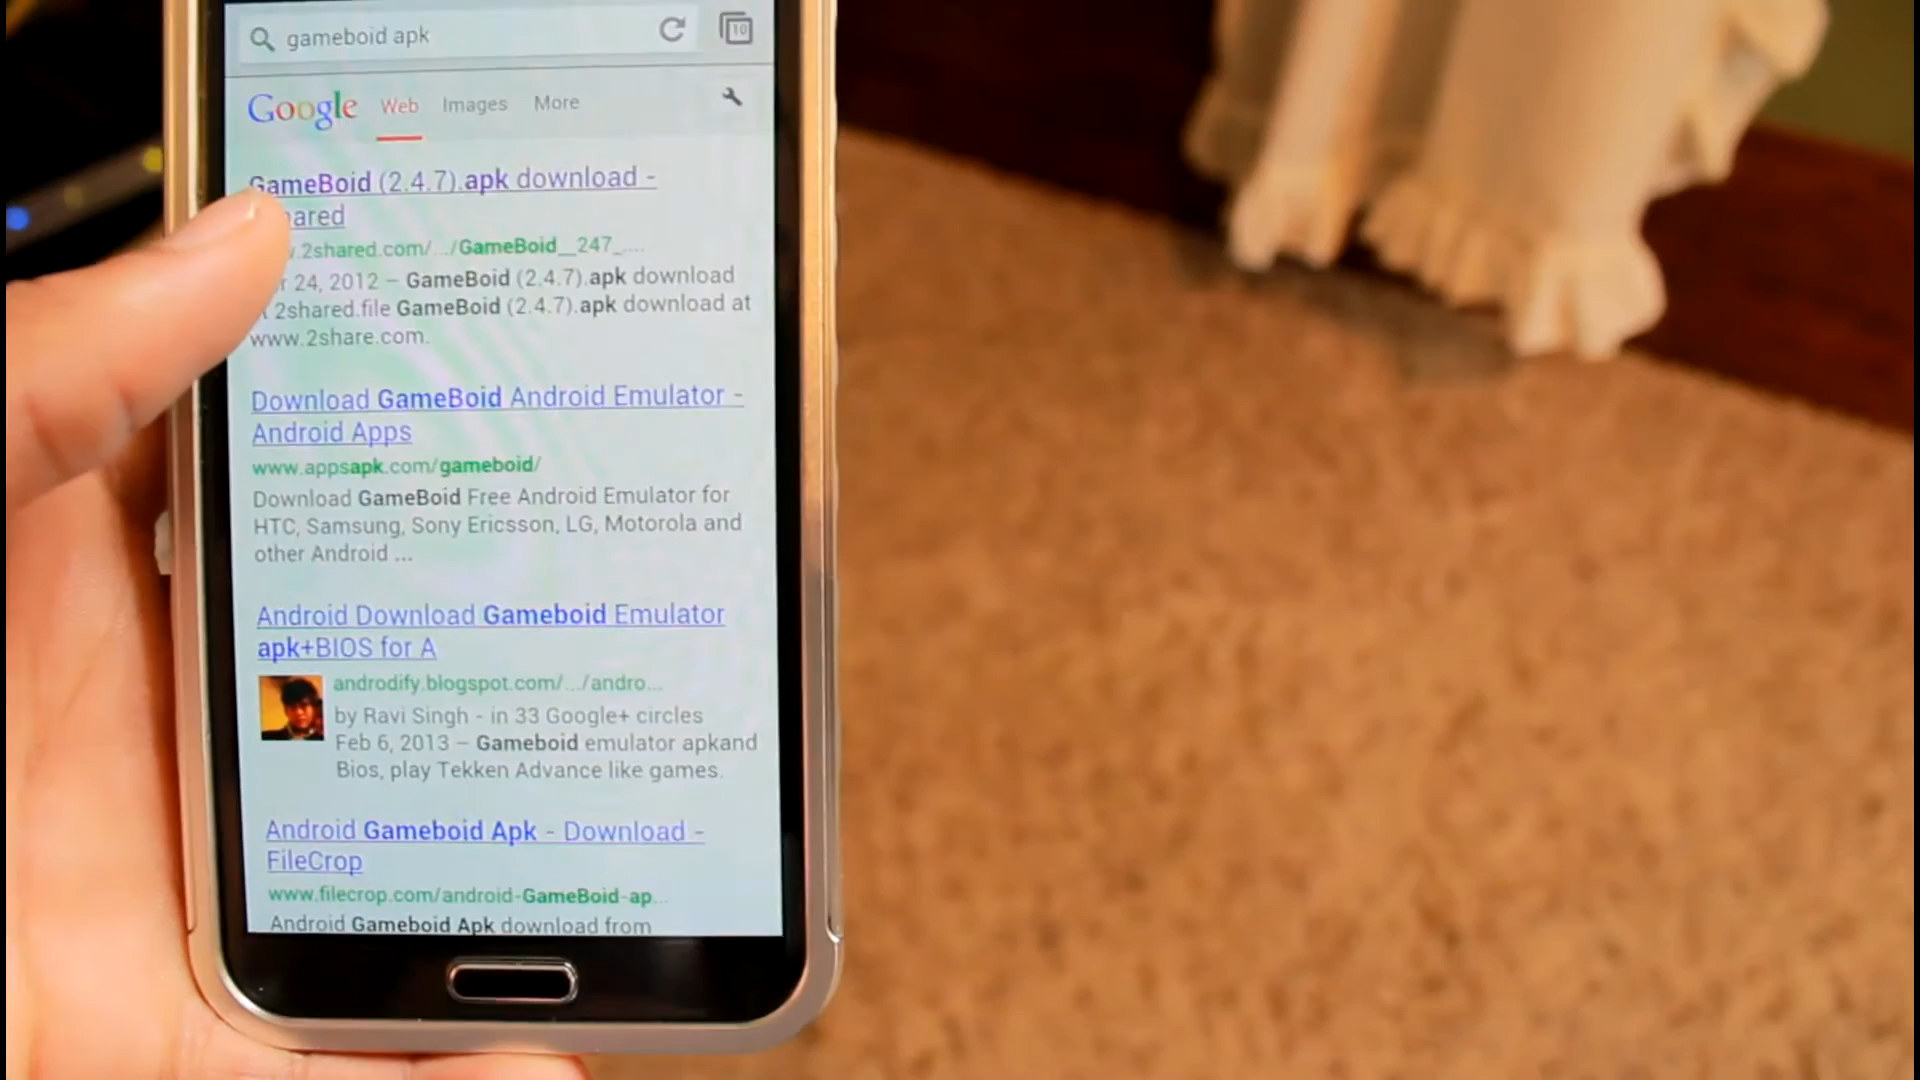 gameboid apk
10
Google Web Images More
GameBoid (2.4.7).apk download -
hared
.2shared.com/.../GameBoid__247_....
r 24, 2012 – GameBoid (2.4.7).apk download
2shared.file GameBoid (2.4.7).apk download at
www.2share.com.
Download GameBoid Android Emulator -
Android Apps
www.appsapk.com/gameboid/
Download GameBoid Free Android Emulator for
HTC, Samsung, Sony Ericsson, LG, Motorola and
other Android ...
Android Download Gameboid Emulator
apk+BIOS for A
androdify.blogspot.com/.../andro...
by Ravi Singh - in 33 Google+ circles
Feb 6, 2013 – Gameboid emulator apkand
Bios, play Tekken Advance like games.
Android Gameboid Apk - Download -
FileCrop
www.filecrop.com/android-GameBoid-ap...
Android Gameboid Apk download from